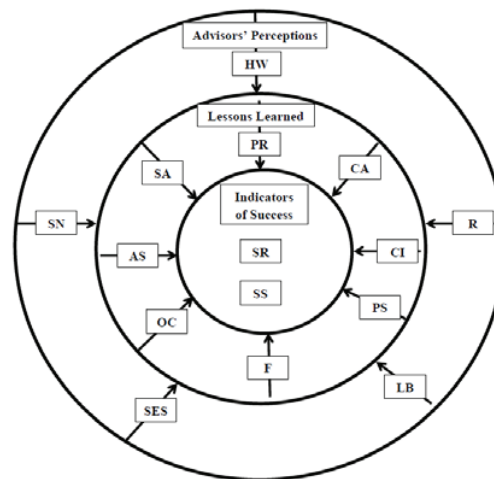 Advisors' Perceptions
HW
Lessons Learned
PR
SA
CA
Indicators
of Success
SN
R
AS
SR
CI
SS
OC
PS
F
SES
LB